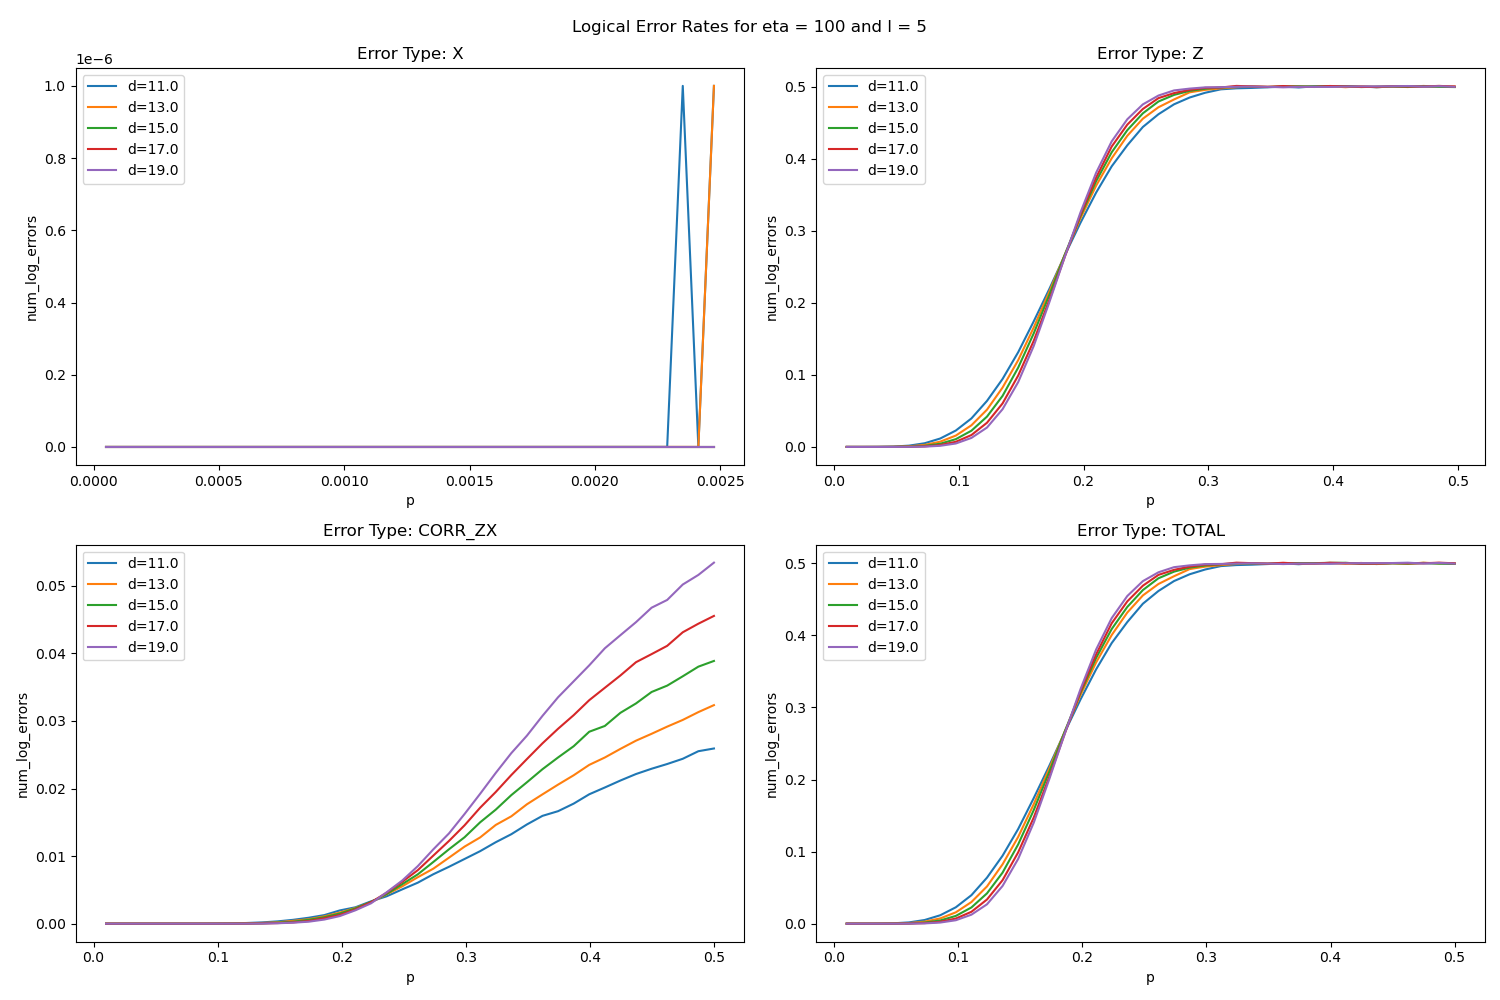 Logical Error Rates for eta = 100 and l = 5
Error Type: X
1e−6
d=11.0
d=13.0
d=15.0
d=17.0
d=19.0
1.0
0.8
0.6
0.4
0.2
0.0
num_log_errors
0.0000 0.0005 0.0010 0.0015 0.0020 0.0025
p
Error Type: Z
d=11.0
d=13.0
d=15.0
d=17.0
d=19.0
0.5
0.4
0.3
0.2
0.1
0.0
num_log_errors
0.0 0.1 0.2 0.3 0.4 0.5
p
Error Type: CORR_ZX
d=11.0
d=13.0
d=15.0
d=17.0
d=19.0
0.05
0.04
0.03
0.02
0.01
0.00
num_log_errors
0.0 0.1 0.2 0.3 0.4 0.5
p
Error Type: TOTAL
d=11.0
d=13.0
d=15.0
d=17.0
d=19.0
0.5
0.4
0.3
0.2
0.1
0.0
num_log_errors
0.0 0.1 0.2 0.3 0.4 0.5
p